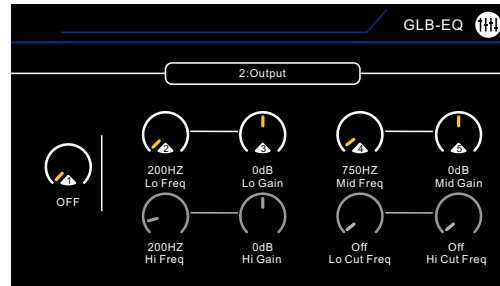 GLB-EQ
2:Output
2 3 4 5
1
200HZ 0dB 750HZ 0dB
OFF Lo Freq Lo Gain Mid Freq Mid Gain
200HZ 0dB Off Off
Hi Freq Hi Gain Lo Cut Freq Hi Cut Freq